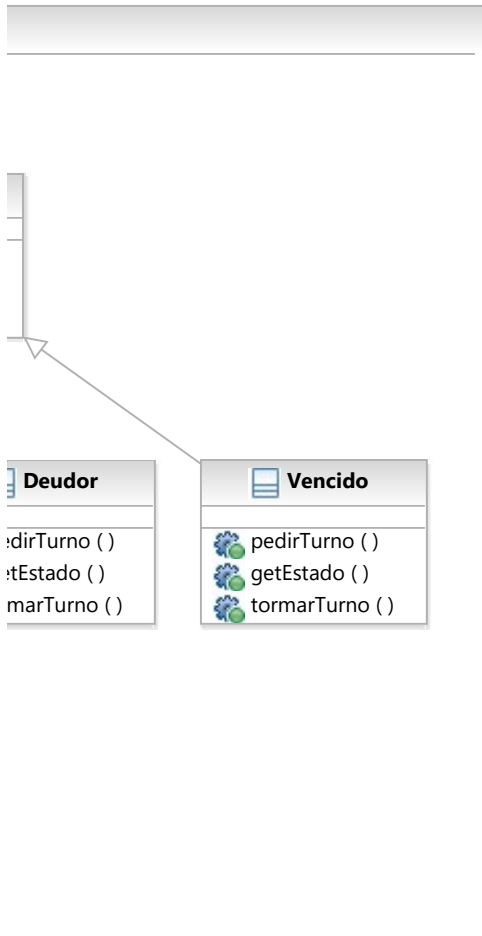 Deudor
edirTurno ( )
etEstado ( )
marTurno ( )
Vencido
pedirTurno ( )
getEstado ( )
tormarTurno ( )